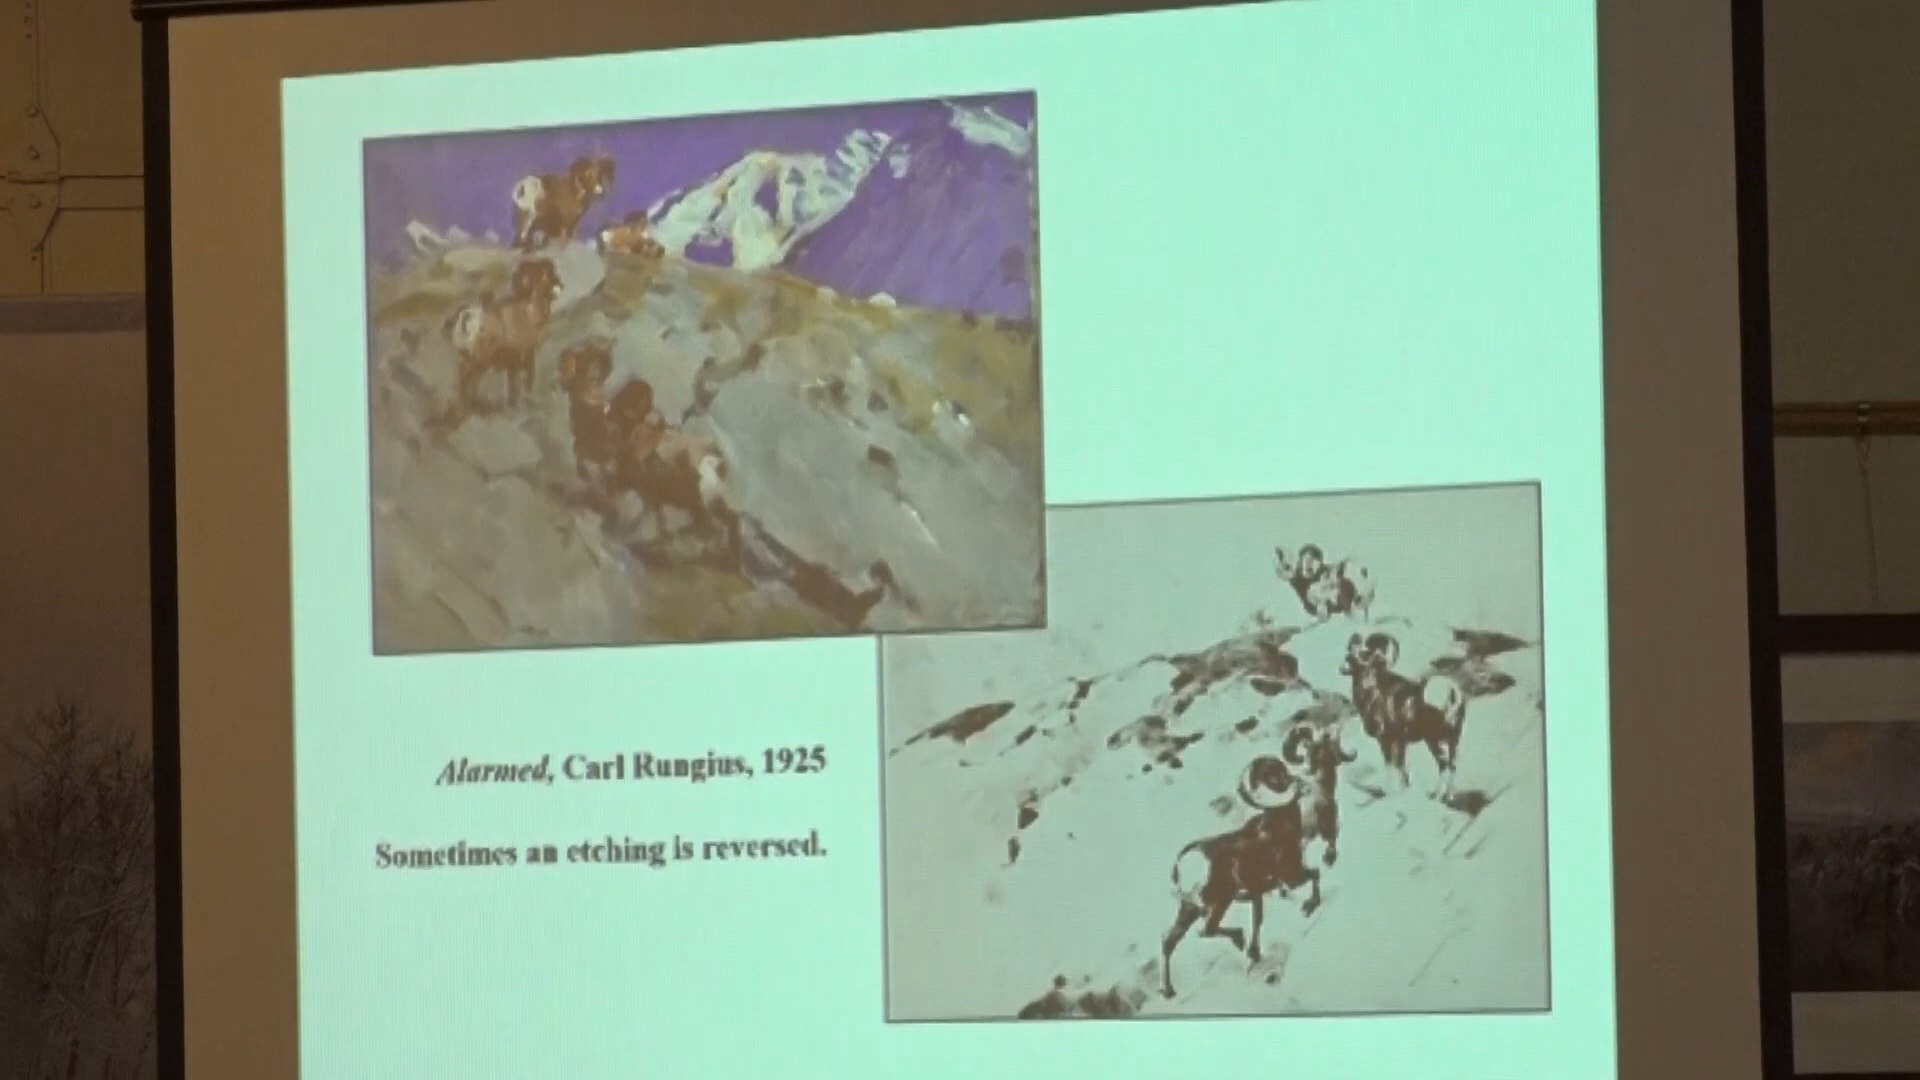 Alarmed, Carl Rungius, 1925
Sometimes an etching is reversed.